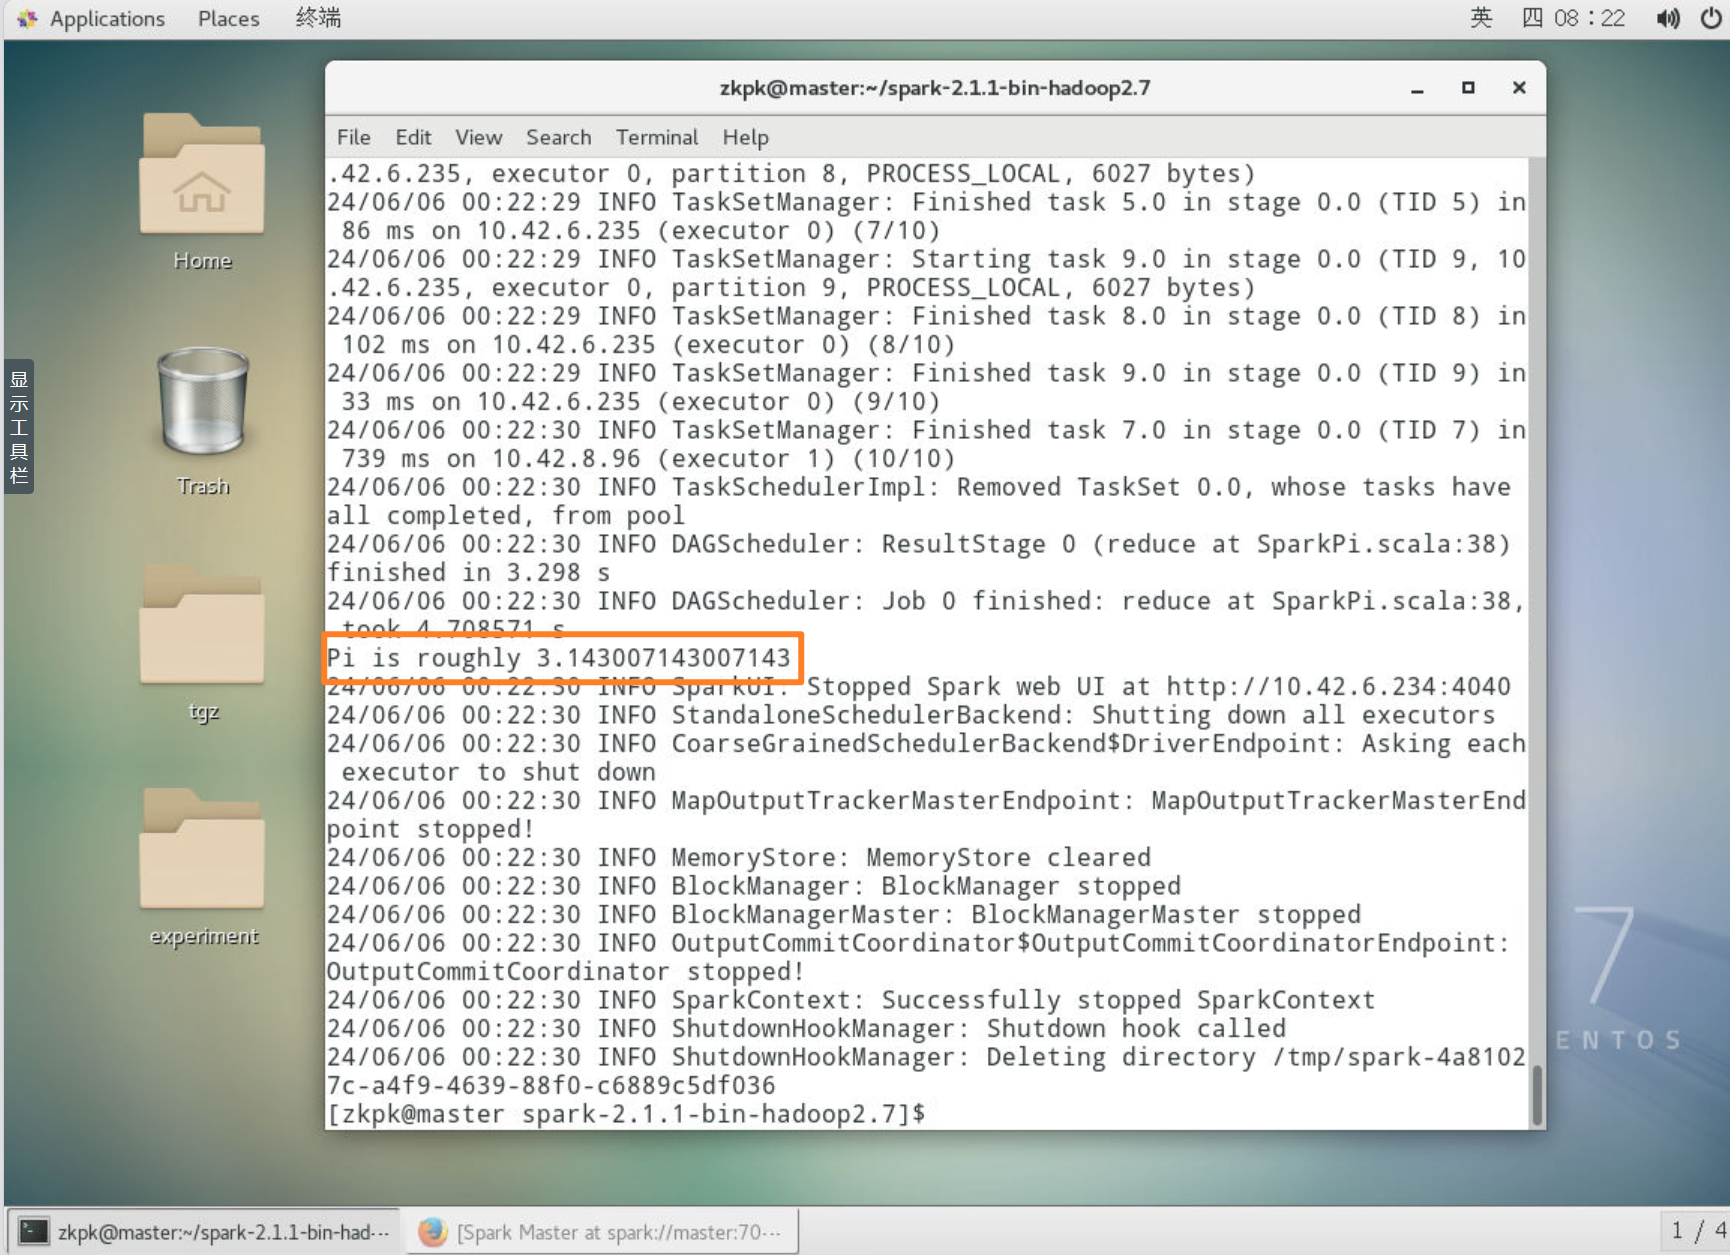 Applications Places 终端 英 四 08：22
zkpk@master:~/spark-2.1.1-bin-hadoop2.7
File Edit View Search Terminal Help
.42.6.235, executor 0, partition 8, PROCESS_LOCAL, 6027 bytes)
24/06/06 00:22:29 INFO TaskSetManager: Finished task 5.0 in stage 0.0 (TID 5) in
86 ms on 10.42.6.235 (executor 0) (7/10)
24/06/06 00:22:29 INFO TaskSetManager: Starting task 9.0 in stage 0.0 (TID 9, 10
.42.6.235, executor 0, partition 9, PROCESS_LOCAL, 6027 bytes)
24/06/06 00:22:29 INFO TaskSetManager: Finished task 8.0 in stage 0.0 (TID 8) in
102 ms on 10.42.6.235 (executor 0) (8/10)
24/06/06 00:22:29 INFO TaskSetManager: Finished task 9.0 in stage 0.0 (TID 9) in
33 ms on 10.42.6.235 (executor 0) (9/10)
24/06/06 00:22:30 INFO TaskSetManager: Finished task 7.0 in stage 0.0 (TID 7) in
739 ms on 10.42.8.96 (executor 1) (10/10)
24/06/06 00:22:30 INFO TaskSchedulerImpl: Removed TaskSet 0.0, whose tasks have
all completed, from pool
24/06/06 00:22:30 INFO DAGScheduler: ResultStage 0 (reduce at SparkPi.scala:38)
finished in 3.298 s
24/06/06 00:22:30 INFO DAGScheduler: Job 0 finished: reduce at SparkPi.scala:38,
took 4.708571 s
Pi is roughly 3.143007143007143
24/06/06 00:22:30 INFO SparkUI: Stopped Spark web UI at http://10.42.6.234:4040
24/06/06 00:22:30 INFO StandaloneSchedulerBackend: Shutting down all executors
24/06/06 00:22:30 INFO CoarseGrainedSchedulerBackend$DriverEndpoint: Asking each
executor to shut down
24/06/06 00:22:30 INFO MapOutputTrackerMasterEndpoint: MapOutputTrackerMasterEnd
point stopped!
24/06/06 00:22:30 INFO MemoryStore: MemoryStore cleared
24/06/06 00:22:30 INFO BlockManager: BlockManager stopped
24/06/06 00:22:30 INFO BlockManagerMaster: BlockManagerMaster stopped
24/06/06 00:22:30 INFO OutputCommitCoordinator$OutputCommitCoordinatorEndpoint:
OutputCommitCoordinator stopped!
24/06/06 00:22:30 INFO SparkContext: Successfully stopped SparkContext
24/06/06 00:22:30 INFO ShutdownHookManager: Shutdown hook called
24/06/06 00:22:30 INFO ShutdownHookManager: Deleting directory /tmp/spark-4a8102
7c-a4f9-4639-88f0-c6889c5df036
[zkpk@master spark-2.1.1-bin-hadoop2.7]$
Home
Trash
tgz
experiment
显示工具栏
7
ENTOS
zkpk@master:~/spark-2.1.1-bin-had···
[Spark Master at spark://master:70···
1 / 4